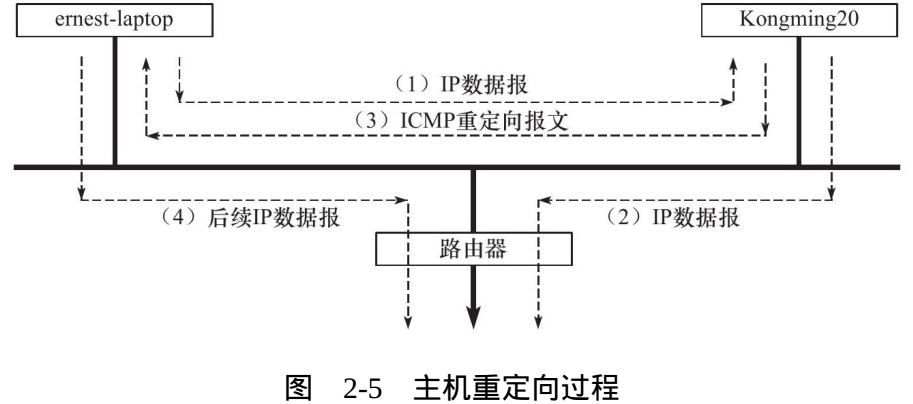 ernest-laptop
Kongming20
（1）IP数据报
（3）ICMP重定向报文
（4）后续IP数据报
（2）IP数据报
路由器
图 2-5 主机重定向过程